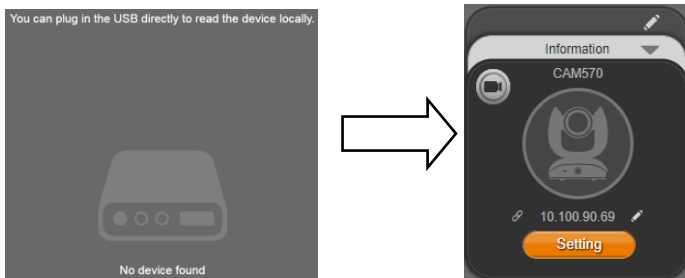 You can plug in the USB directly to read the device locally.
No device found
Information
CAM570
10.100.90.69
Setting